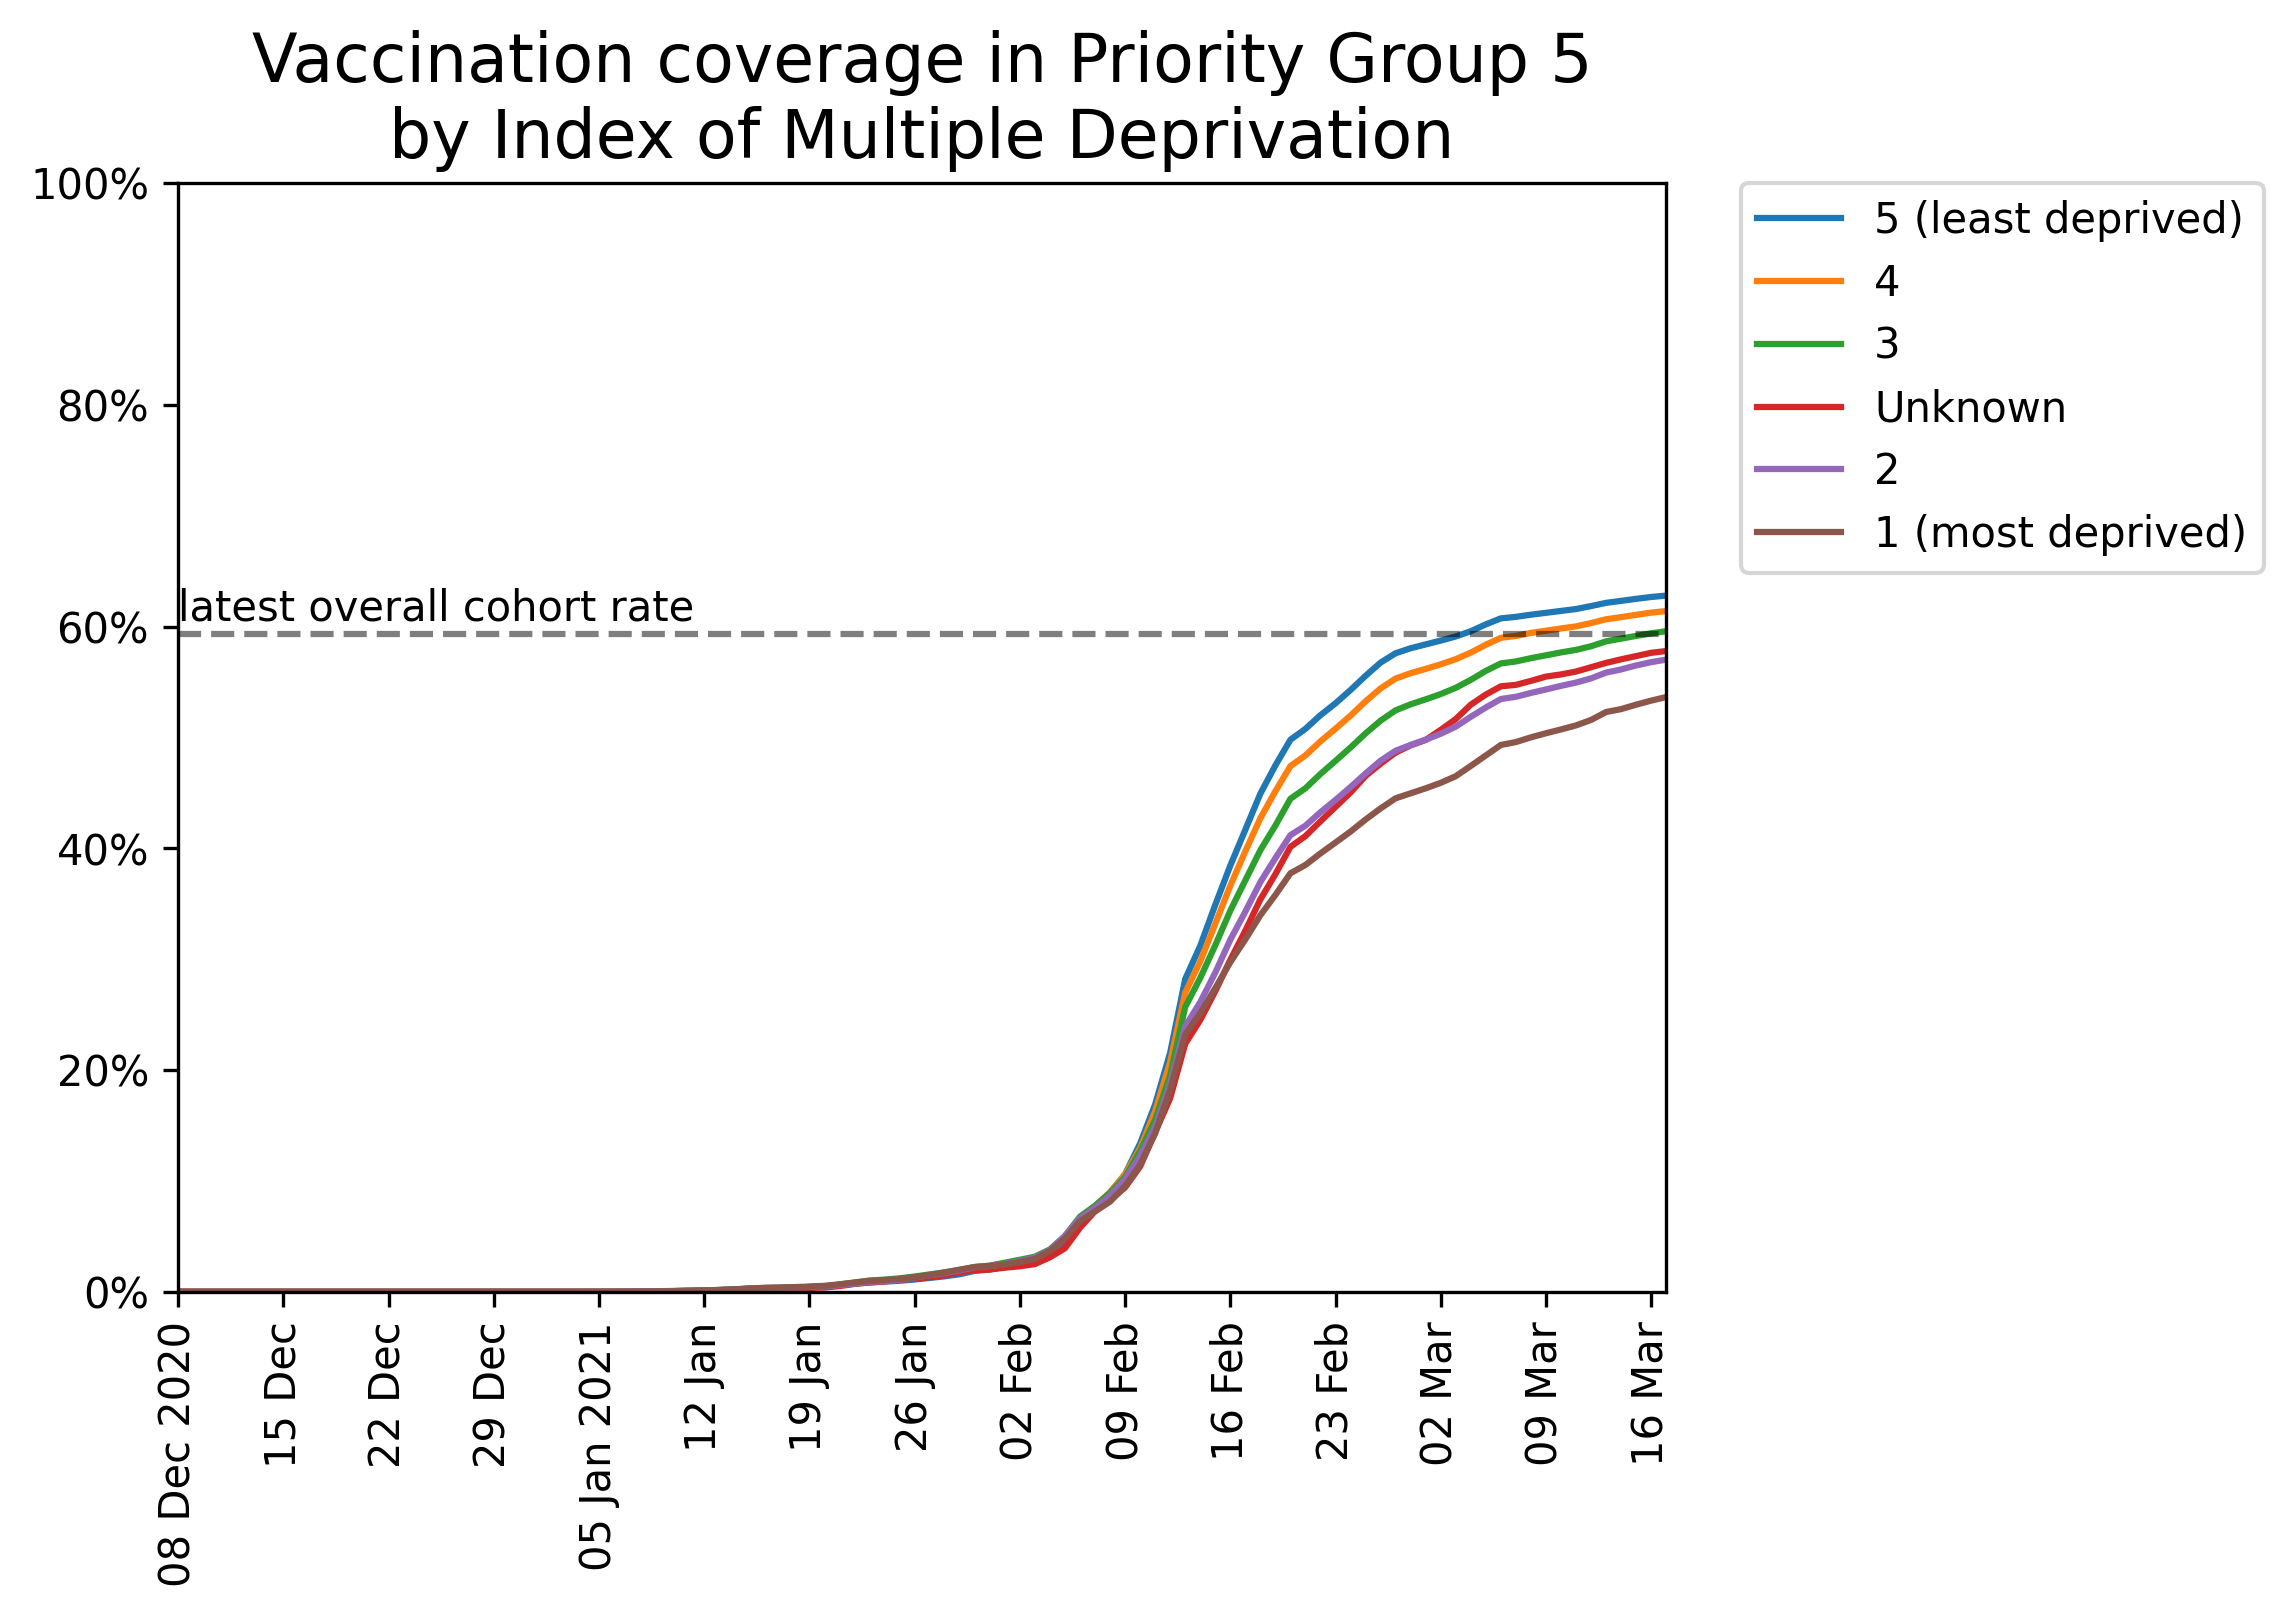 Vaccination coverage in Priority Group 5
by Index of Multiple Deprivation
100%
80%
60%
40%
20%
0%
latest overall cohort rate
08 Dec 2020
15 Dec
22 Dec
29 Dec
05 Jan 2021
12 Jan
19 Jan
26 Jan
02 Feb
09 Feb
16 Feb
23 Feb
02 Mar
09 Mar
16 Mar
5 (least deprived)
4
3
Unknown
2
1 (most deprived)